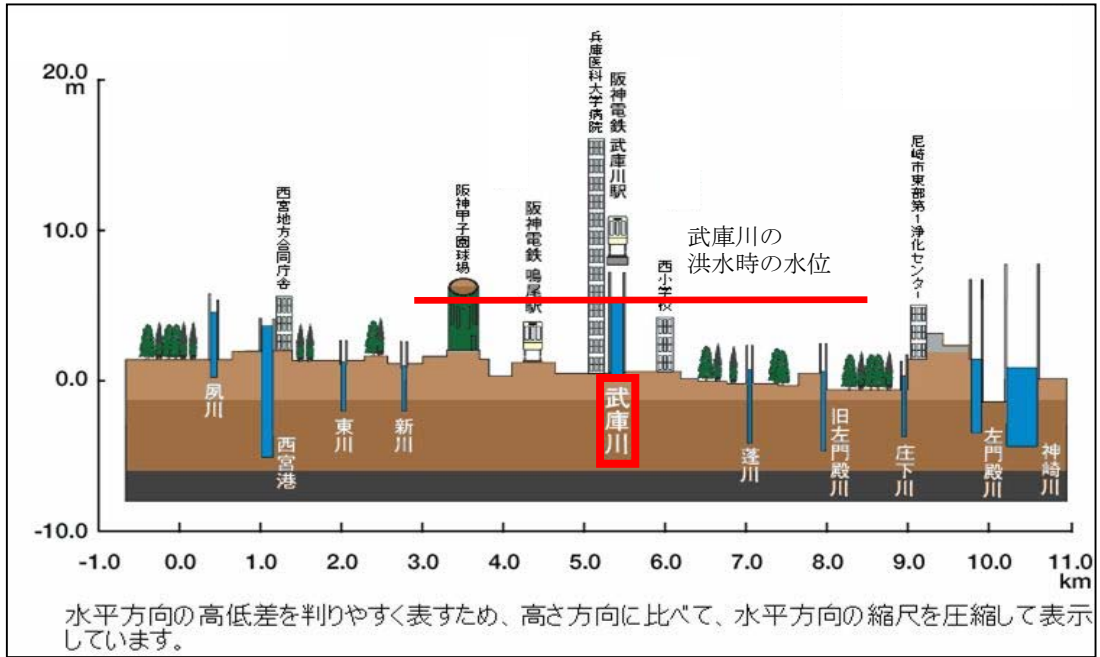 20.0
m
10.0
0.0
-10.0
兵庫医科大学病院
阪神電鉄 武庫川駅
西宮地方合同庁舎
阪神甲子園球場
阪神電鉄 鳴尾駅
西小学校
尼崎市東部第1浄化センター
武庫川の
洪水時の水位
夙川
西宮港
東川
新川
武庫川
蓬川
旧左門殿川
庄下川
左門殿川
神崎川
-1.0 0.0 1.0 2.0 3.0 4.0 5.0 6.0 7.0 8.0 9.0 10.0 11.0
km
水平方向の高低差を判りやすく表すため、高さ方向に比べて、水平方向の縮尺を圧縮して表示
しています。